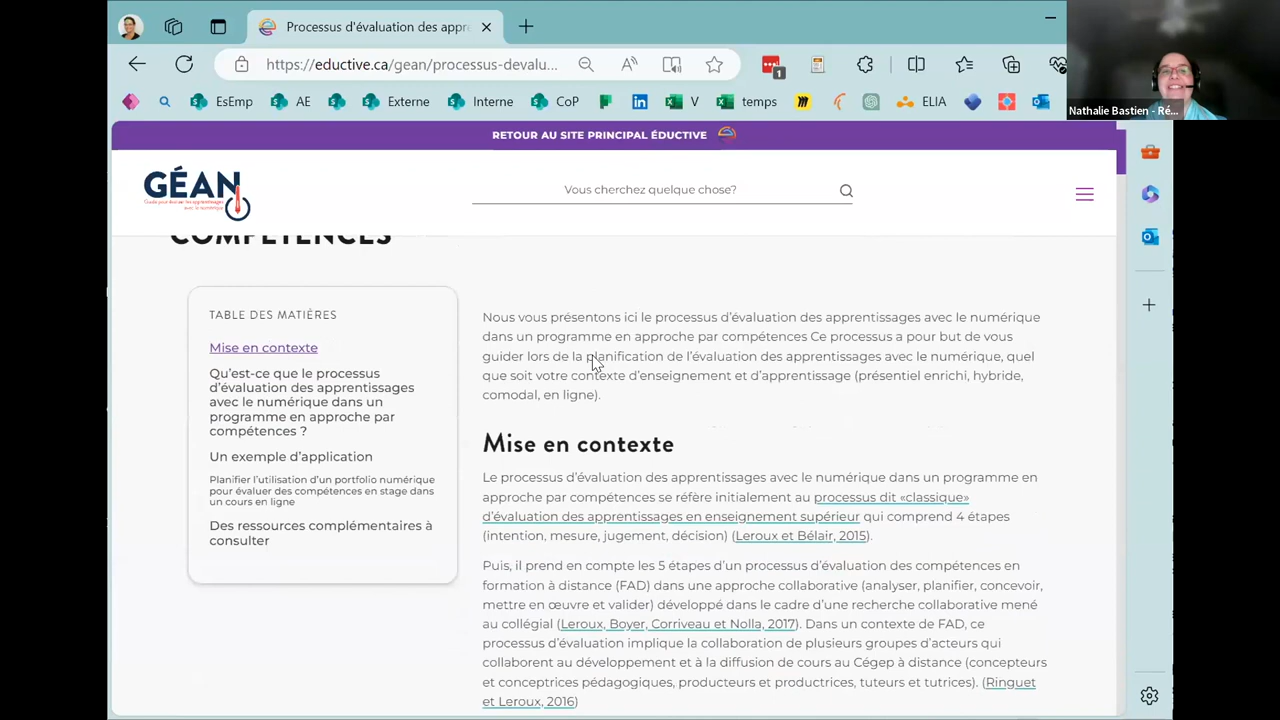 Processus d'évaluation des appr
https://eductive.ca/gean/processus-devalu...
1
EsEmp
AE
Externe
Interne
CoP
V
temps
ELIA
Nathalie Bastien - Ré...
RETOUR AU SITE PRINCIPAL ÉDUCTIVE
GÉAN
Guide pour évaluer les apprentissages
avec le numérique
Vous cherchez quelque chose?
COMPÉTENCES
TABLE DES MATIÈRES
Mise en contexte
Qu'est-ce que le processus
d'évaluation des apprentissages
avec le numérique dans un
programme en approche par
compétences ?
Un exemple d'application
Planifier l'utilisation d'un portfolio numérique
pour évaluer des compétences en stage dans
un cours en ligne
Des ressources complémentaires à
consulter
Nous vous présentons ici le processus d'évaluation des apprentissages avec le numérique
dans un programme en approche par compétences Ce processus a pour but de vous
guider lors de la planification de l'évaluation des apprentissages avec le numérique, quel
que soit votre contexte d'enseignement et d'apprentissage (présentiel enrichi, hybride,
comodal, en ligne).
Mise en contexte
Le processus d'évaluation des apprentissages avec le numérique dans un programme en
approche par compétences se réfère initialement au processus dit «classique»
d'évaluation des apprentissages en enseignement supérieur qui comprend 4 étapes
(intention, mesure, jugement, décision) (Leroux et Bélair, 2015).
Puis, il prend en compte les 5 étapes d'un processus d'évaluation des compétences en
formation à distance (FAD) dans une approche collaborative (analyser, planifier, concevoir,
mettre en œuvre et valider) développé dans le cadre d'une recherche collaborative mené
au collégial (Leroux, Boyer, Corriveau et Nolla, 2017). Dans un contexte de FAD, ce
processus d'évaluation implique la collaboration de plusieurs groupes d'acteurs qui
collaborent au développement et à la diffusion de cours au Cégep à distance (concepteurs
et conceptrices pédagogiques, producteurs et productrices, tuteurs et tutrices). (Ringuet
et Leroux, 2016)